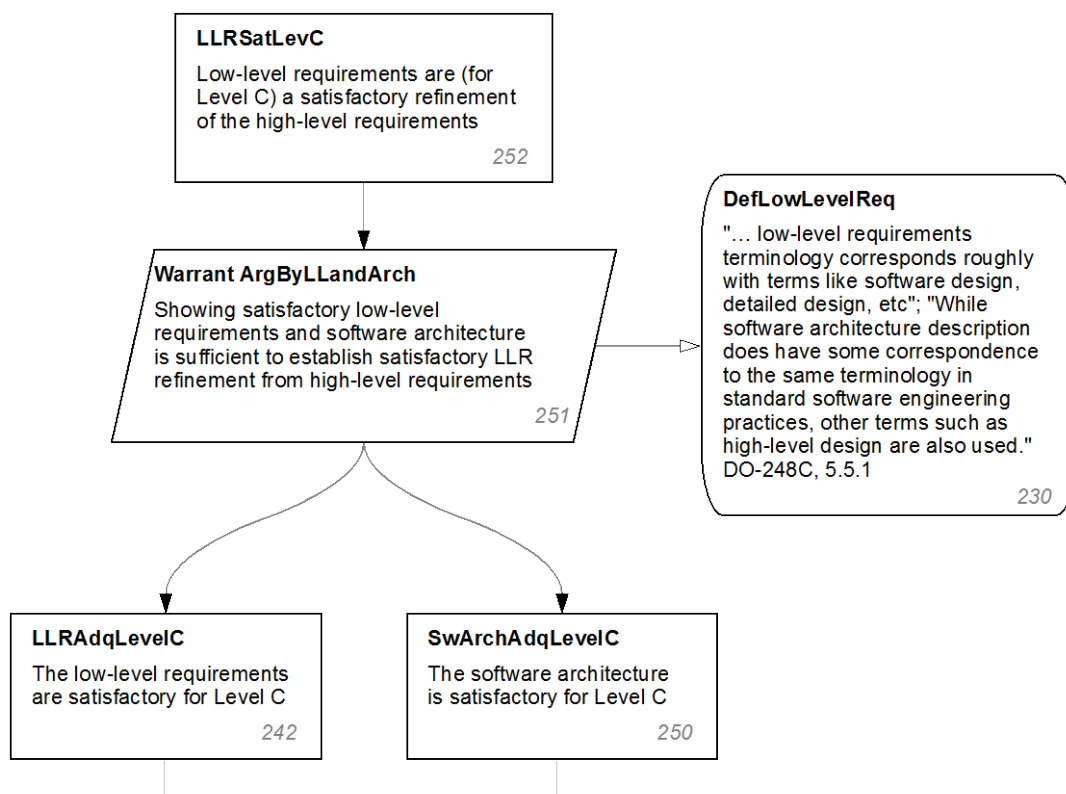 LLRSatLevC
Low-level requirements are (for
Level C) a satisfactory refinement
of the high-level requirements
252
Warrant ArgByLLandArch
Showing satisfactory low-level
requirements and software architecture
is sufficient to establish satisfactory LLR
refinement from high-level requirements
251
DefLowLevelReq
"... low-level requirements
terminology corresponds roughly
with terms like software design,
detailed design, etc"; "While
software architecture description
does have some correspondence
to the same terminology in
standard software engineering
practices, other terms such as
high-level design are also used."
DO-248C, 5.5.1
230
LLRAdqLevelC
The low-level requirements
are satisfactory for Level C
242
SwArchAdqLevelC
The software architecture
is satisfactory for Level C
250